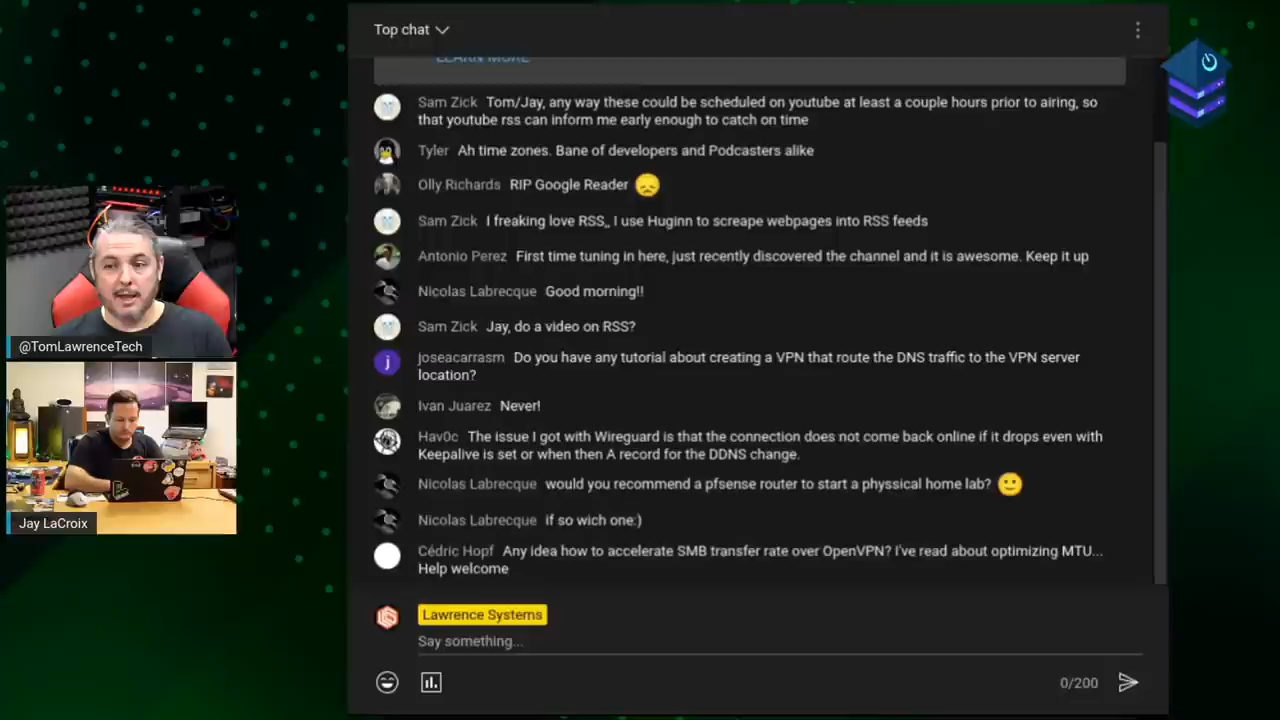 Top chat
LEARN MORE
Sam Zick Tom/Jay, any way these could be scheduled on youtube at least a couple hours prior to airing, so
that youtube rss can inform me early enough to catch on time
Tyler Ah time zones. Bane of developers and Podcasters alike
Olly Richards RIP Google Reader 😞
Sam Zick I freaking love RSS,, I use Huginn to screape webpages into RSS feeds
Antonio Perez First time tuning in here, just recently discovered the channel and it is awesome. Keep it up
Nicolas Labrecque Good morning!!
Sam Zick Jay, do a video on RSS?
j
Joseacarrasm Do you have any tutorial about creating a VPN that route the DNS traffic to the VPN server
location?
Ivan Juarez Never!
Hav0c The issue I got with Wireguard is that the connection does not come back online if it drops even with
Keepalive is set or when then A record for the DDNS change.
Nicolas Labrecque would you recommend a pfsense router to start a physsical home lab? 🙂
Nicolas Labrecque if so wich one:)
Cédric Hopf Any idea how to accelerate SMB transfer rate over OpenVPN? I've read about optimizing MTU...
Help welcome
Lawrence Systems
Say something...
0/200
@TomLawrenceTech
Jay LaCroix